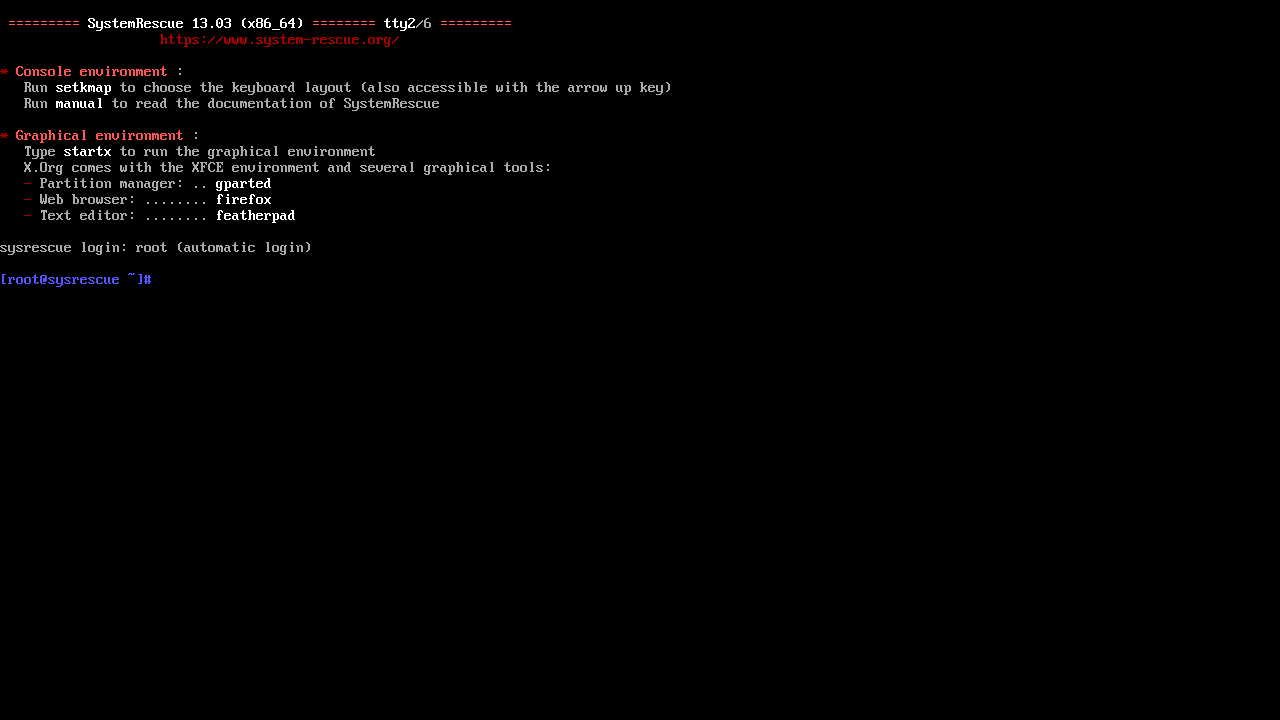 ========= SystemRescue 13.03 (x86_64) ======== tty2/6 =========
https://www.system-rescue.org/
* Console environment :
Run setkmap to choose the keyboard layout (also accessible with the arrow up key)
Run manual to read the documentation of SystemRescue
* Graphical environment :
Type startx to run the graphical environment
X.Org comes with the XFCE environment and several graphical tools:
- Partition manager: .. gparted
- Web browser: ........ firefox
- Text editor: ........ featherpad
sysrescue login: root (automatic login)
[root@sysrescue ~]#